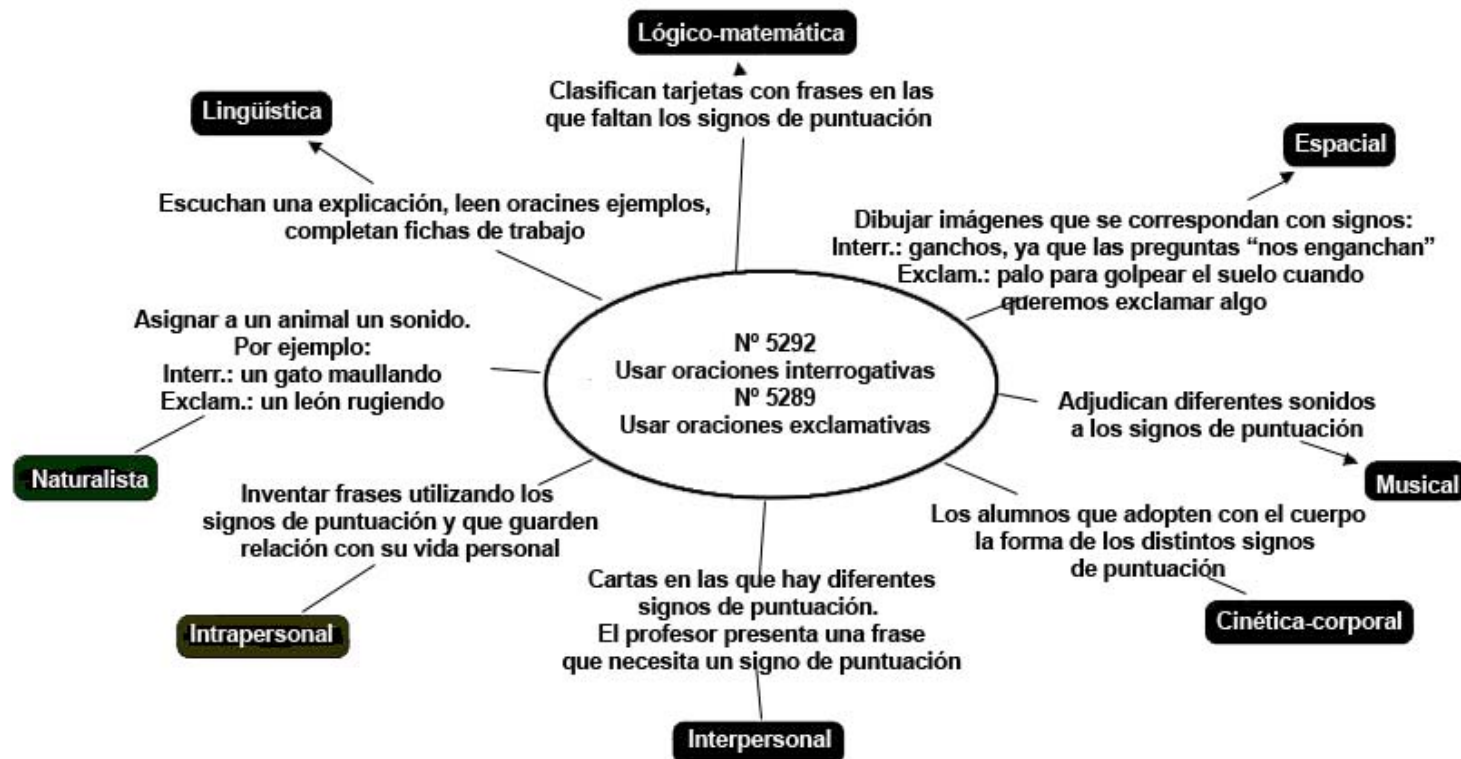 Lógico-matemática
Clasifican tarjetas con frases en las
que faltan los signos de puntuación
Lingüística
Escuchan una explicación, leen oracines ejemplos,
completan fichas de trabajo
Espacial
Dibujar imágenes que se correspondan con signos:
Interr.: ganchos, ya que las preguntas “nos enganchan”
Exclam.: palo para golpear el suelo cuando
queremos exclamar algo
Asignar a un animal un sonido.
Por ejemplo:
Interr.: un gato maullando
Exclam.: un león rugiendo
Naturalista
Nº 5292
Usar oraciones interrogativas
Nº 5289
Usar oraciones exclamativas
Adjudican diferentes sonidos
a los signos de puntuación
Musical
Inventar frases utilizando los
signos de puntuación y que guarden
relación con su vida personal
Intrapersonal
Cartas en las que hay diferentes
signos de puntuación.
El profesor presenta una frase
que necesita un signo de puntuación
Interpersonal
Los alumnos que adopten con el cuerpo
la forma de los distintos signos
de puntuación
Cinética-corporal